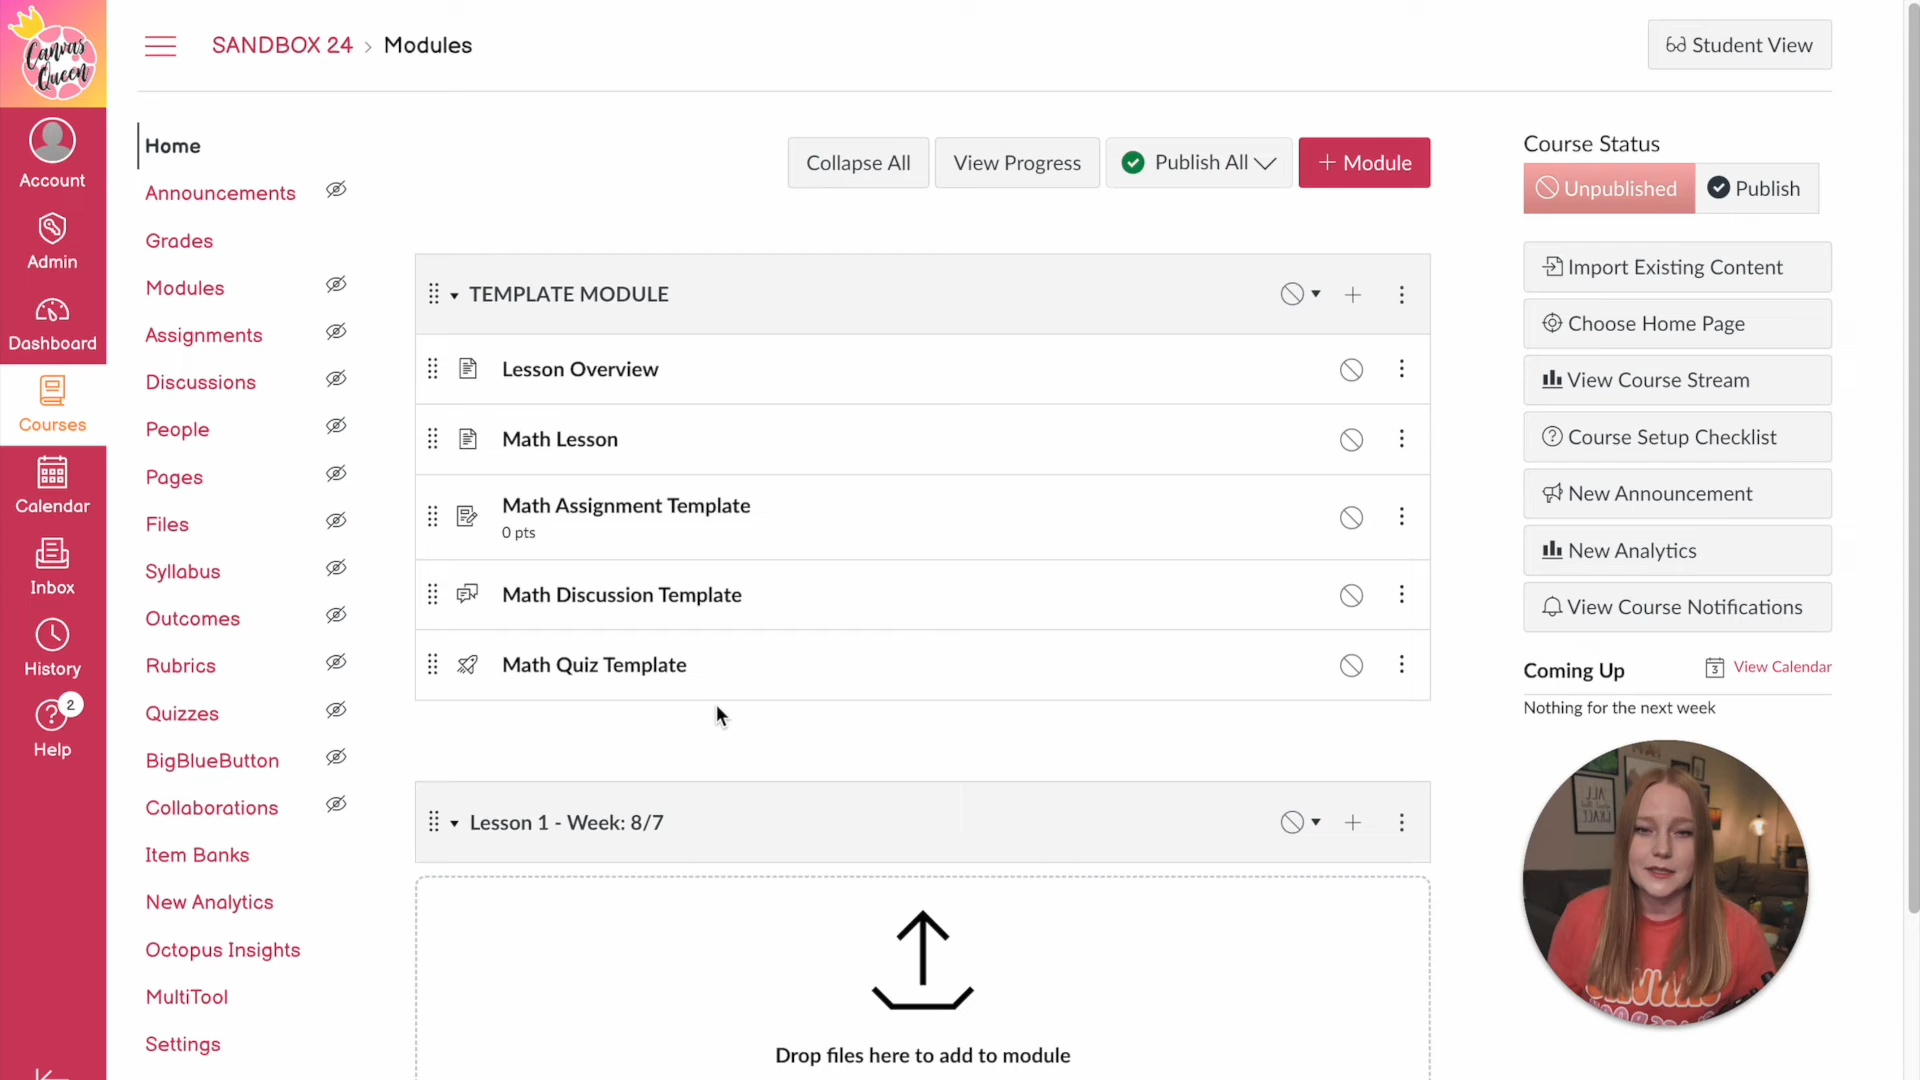 Canvas
Queen
SANDBOX 24 › Modules
Student View
Account
Admin
Dashboard
Courses
Calendar
Inbox
History
2
Help
Home
Announcements
Grades
Modules
Assignments
Discussions
People
Pages
Files
Syllabus
Outcomes
Rubrics
Quizzes
BigBlueButton
Collaborations
Item Banks
New Analytics
Octopus Insights
MultiTool
Settings
Collapse All
View Progress
Publish All
+ Module
TEMPLATE MODULE
Lesson Overview
Math Lesson
Math Assignment Template
0 pts
Math Discussion Template
Math Quiz Template
Lesson 1 - Week: 8/7
Drop files here to add to module
Course Status
Unpublished
Publish
Import Existing Content
Choose Home Page
View Course Stream
Course Setup Checklist
New Announcement
New Analytics
View Course Notifications
Coming Up
3 View Calendar
Nothing for the next week